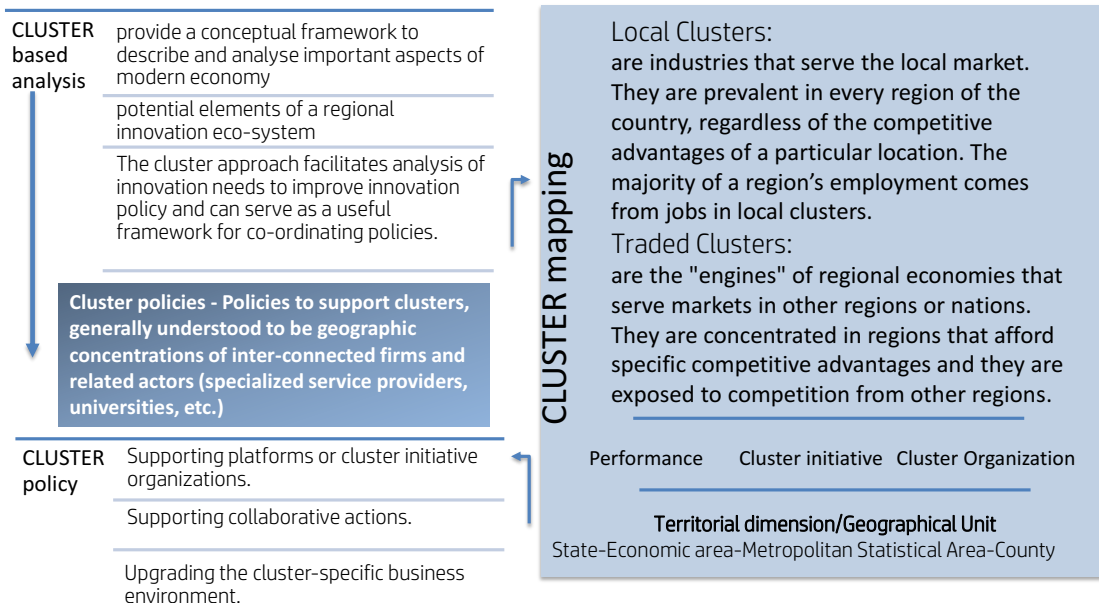 CLUSTER
based
analysis
provide a conceptual framework to
describe and analyse important aspects of
modern economy
potential elements of a regional
innovation eco-system
The cluster approach facilitates analysis of
innovation needs to improve innovation
policy and can serve as a useful
framework for co-ordinating policies.
Cluster policies - Policies to support clusters,
generally understood to be geographic
concentrations of inter-connected firms and
related actors (specialized service providers,
universities, etc.)
CLUSTER
policy
Supporting platforms or cluster initiative
organizations.
Supporting collaborative actions.
Upgrading the cluster-specific business
environment.
CLUSTER mapping
Local Clusters:
are industries that serve the local market.
They are prevalent in every region of the
country, regardless of the competitive
advantages of a particular location. The
majority of a region’s employment comes
from jobs in local clusters.
Traded Clusters:
are the "engines" of regional economies that
serve markets in other regions or nations.
They are concentrated in regions that afford
specific competitive advantages and they are
exposed to competition from other regions.
Performance Cluster initiative Cluster Organization
Territorial dimension/Geographical Unit
State-Economic area-Metropolitan Statistical Area-County